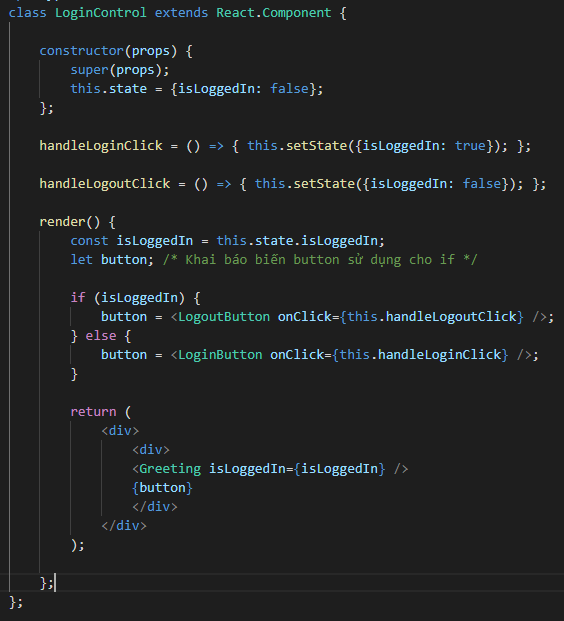 class LoginControl extends React.Component {
constructor(props) {
super(props);
this.state = {isLoggedIn: false};
};
handleLoginClick = () => { this.setState({isLoggedIn: true}); };
handleLogoutClick = () => { this.setState({isLoggedIn: false}); };
render() {
const isLoggedIn = this.state.isLoggedIn;
let button; /* Khai báo biến button sử dụng cho if */
if (isLoggedIn) {
button = <LogoutButton onClick={this.handleLogoutClick} />;
} else {
button = <LoginButton onClick={this.handleLoginClick} />;
}
return (
<div>
<div>
<Greeting isLoggedIn={isLoggedIn} />
{button}
</div>
</div>
);
};
};